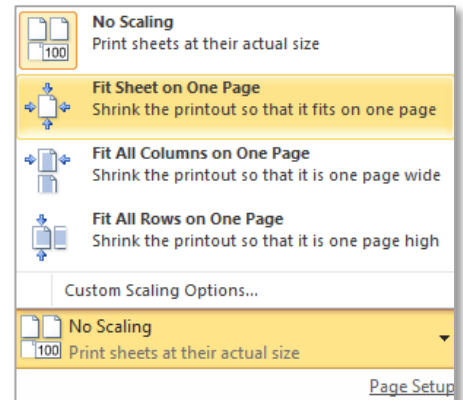 No Scaling
Print sheets at their actual size
100
Fit Sheet on One Page
Shrink the printout so that it fits on one page
Fit All Columns on One Page
Shrink the printout so that it is one page wide
Fit All Rows on One Page
Shrink the printout so that it is one page high
Custom Scaling Options...
No Scaling
100 Print sheets at their actual size
Page Setup